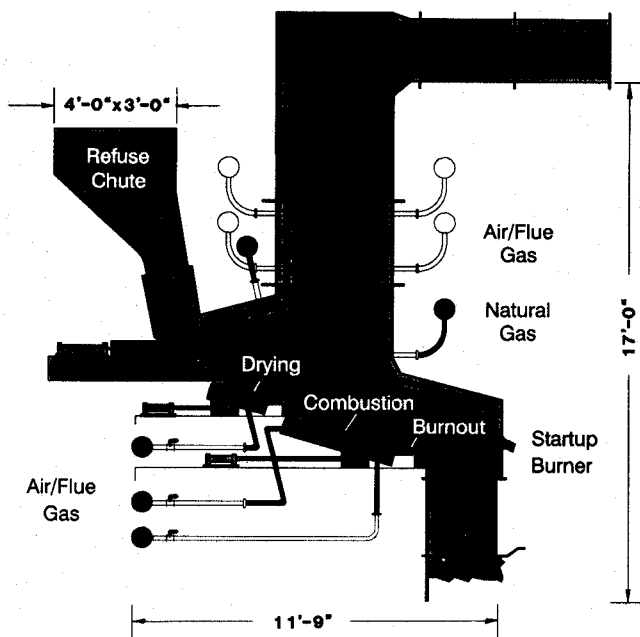 4'-0"x3'-0"
Refuse
Chute
Air/Flue
Gas
Natural
Gas
17'-0"
Drying
Combustion
Burnout
Startup
Burner
Air/Flue
Gas
11'-9"